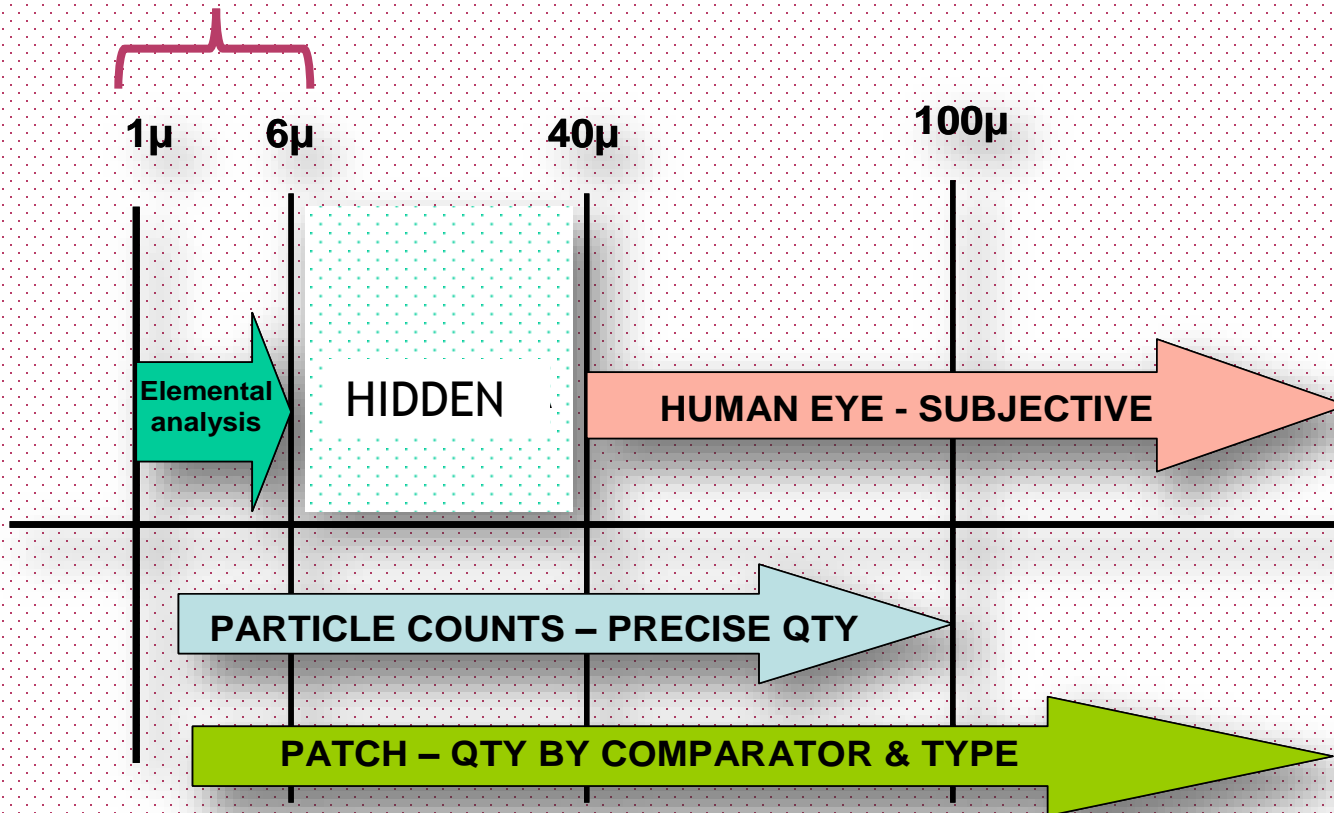 1µ 6µ 40µ 100µ
Elemental
analysis
HIDDEN
HUMAN EYE - SUBJECTIVE
PARTICLE COUNTS – PRECISE QTY
PATCH – QTY BY COMPARATOR & TYPE